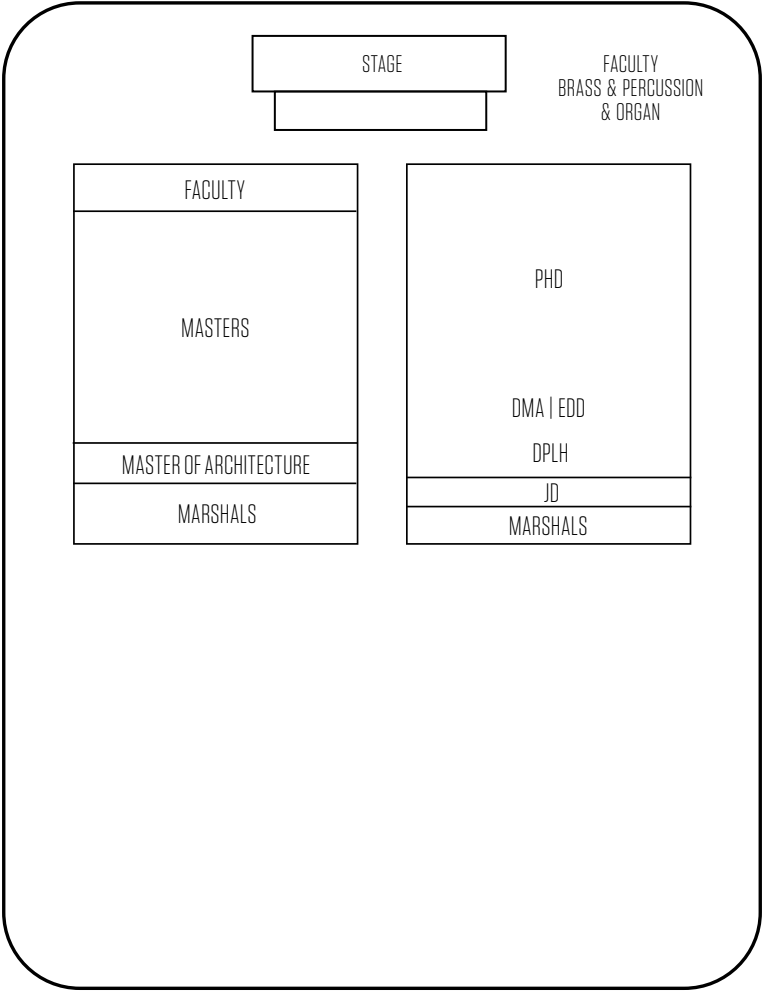 STAGE
FACULTY
BRASS & PERCUSSION
& ORGAN
FACULTY
MASTERS
MASTER OF ARCHITECTURE
MARSHALS
PHD
DMA | EDD
DPLH
JD
MARSHALS